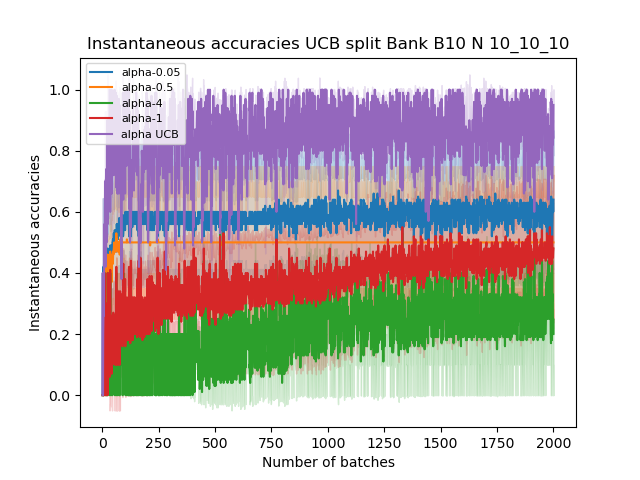 Instantaneous accuracies UCB split Bank B10 N 10_10_10
alpha-0.05
alpha-0.5
alpha-4
alpha-1
alpha UCB
1.0
0.8
0.6
0.4
0.2
0.0
Instantaneous accuracies
0 250 500 750 1000 1250 1500 1750 2000
Number of batches